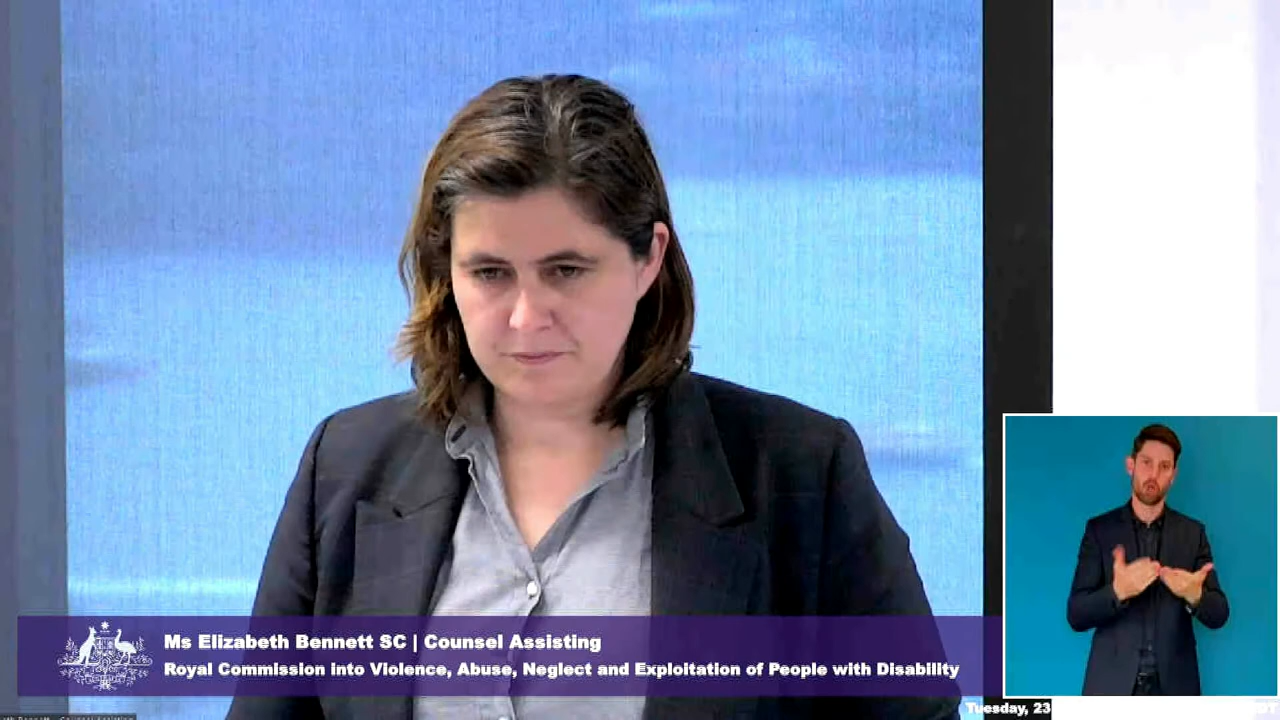 Ms Elizabeth Bennett SC | Counsel Assisting
Royal Commission into Violence, Abuse, Neglect and Exploitation of People with Disability
Tuesday, 23